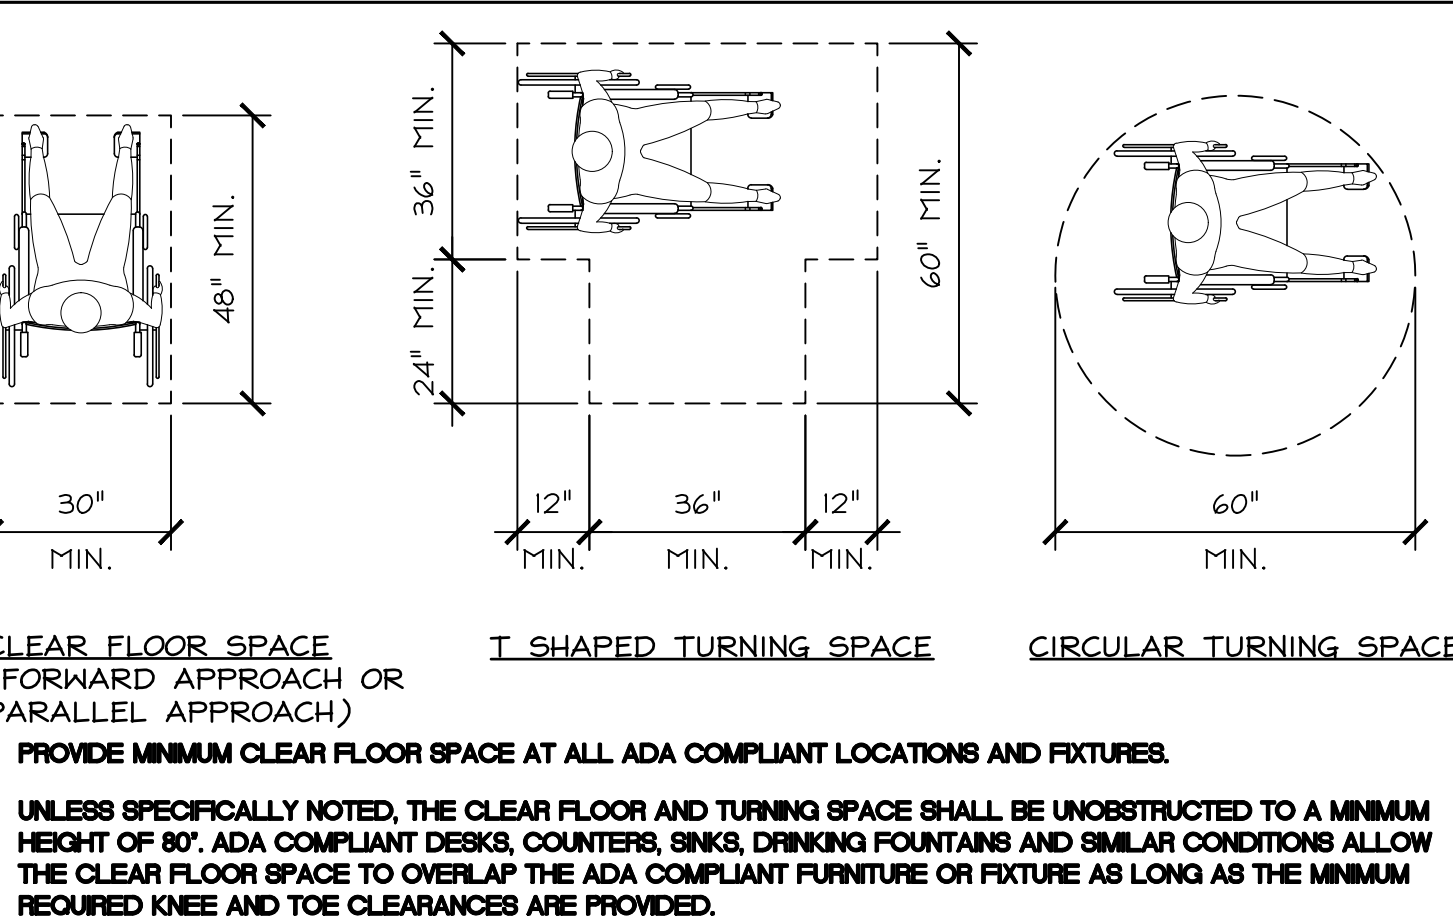 36" MIN.
24" MIN.
48" MIN.
60" MIN.
30"
MIN.
12"
MIN.
36"
MIN.
12"
MIN.
60"
MIN.
CLEAR FLOOR SPACE
FORWARD APPROACH OR
PARALLEL APPROACH)
T SHAPED TURNING SPACE
CIRCULAR TURNING SPACE
PROVIDE MINIMUM CLEAR FLOOR SPACE AT ALL ADA COMPLIANT LOCATIONS AND FIXTURES.
UNLESS SPECIFICALLY NOTED, THE CLEAR FLOOR AND TURNING SPACE SHALL BE UNOBSTRUCTED TO A MINIMUM
HEIGHT OF 80". ADA COMPLIANT DESKS, COUNTERS, SINKS, DRINKING FOUNTAINS AND SIMILAR CONDITIONS ALLOW
THE CLEAR FLOOR SPACE TO OVERLAP THE ADA COMPLIANT FURNITURE OR FIXTURE AS LONG AS THE MINIMUM
REQUIRED KNEE AND TOE CLEARANCES ARE PROVIDED.